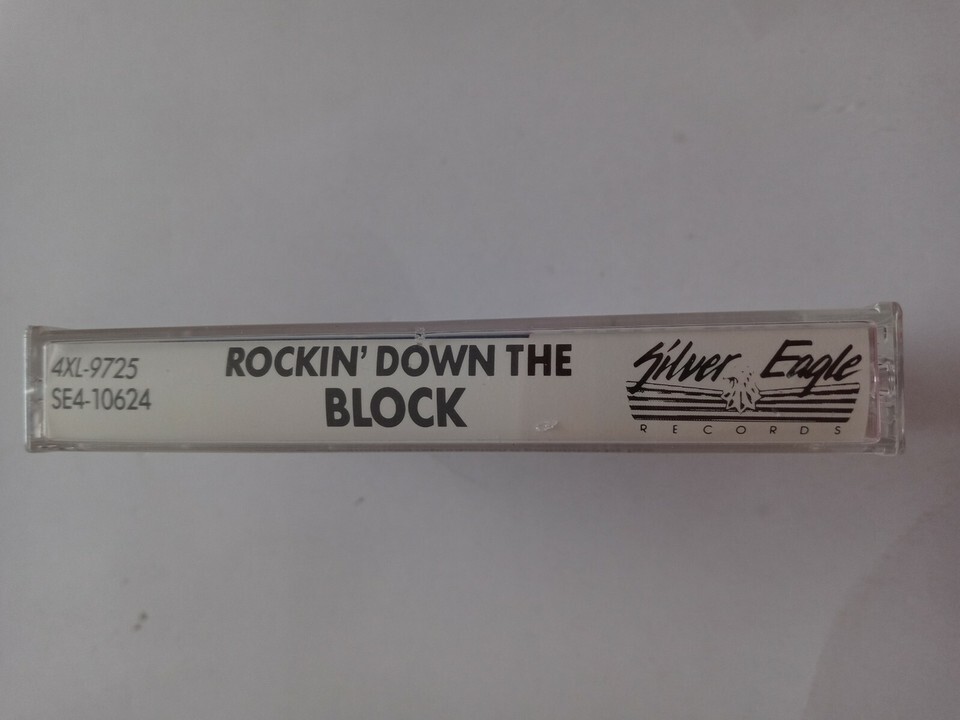 4XL-9725
SE4-10624
ROCKIN' DOWN THE
BLOCK
Silver Eagle
RECORDS